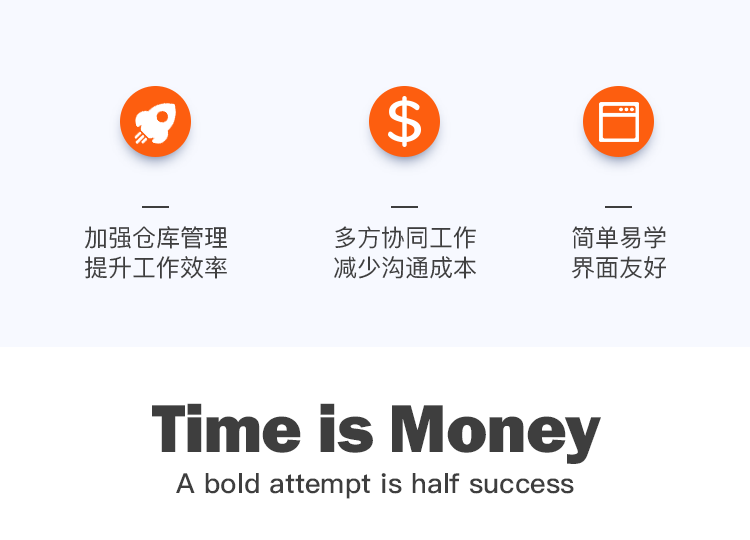 加强仓库管理
提升工作效率
多方协同工作
减少沟通成本
简单易学
界面友好
Time is Money
A bold attempt is half success